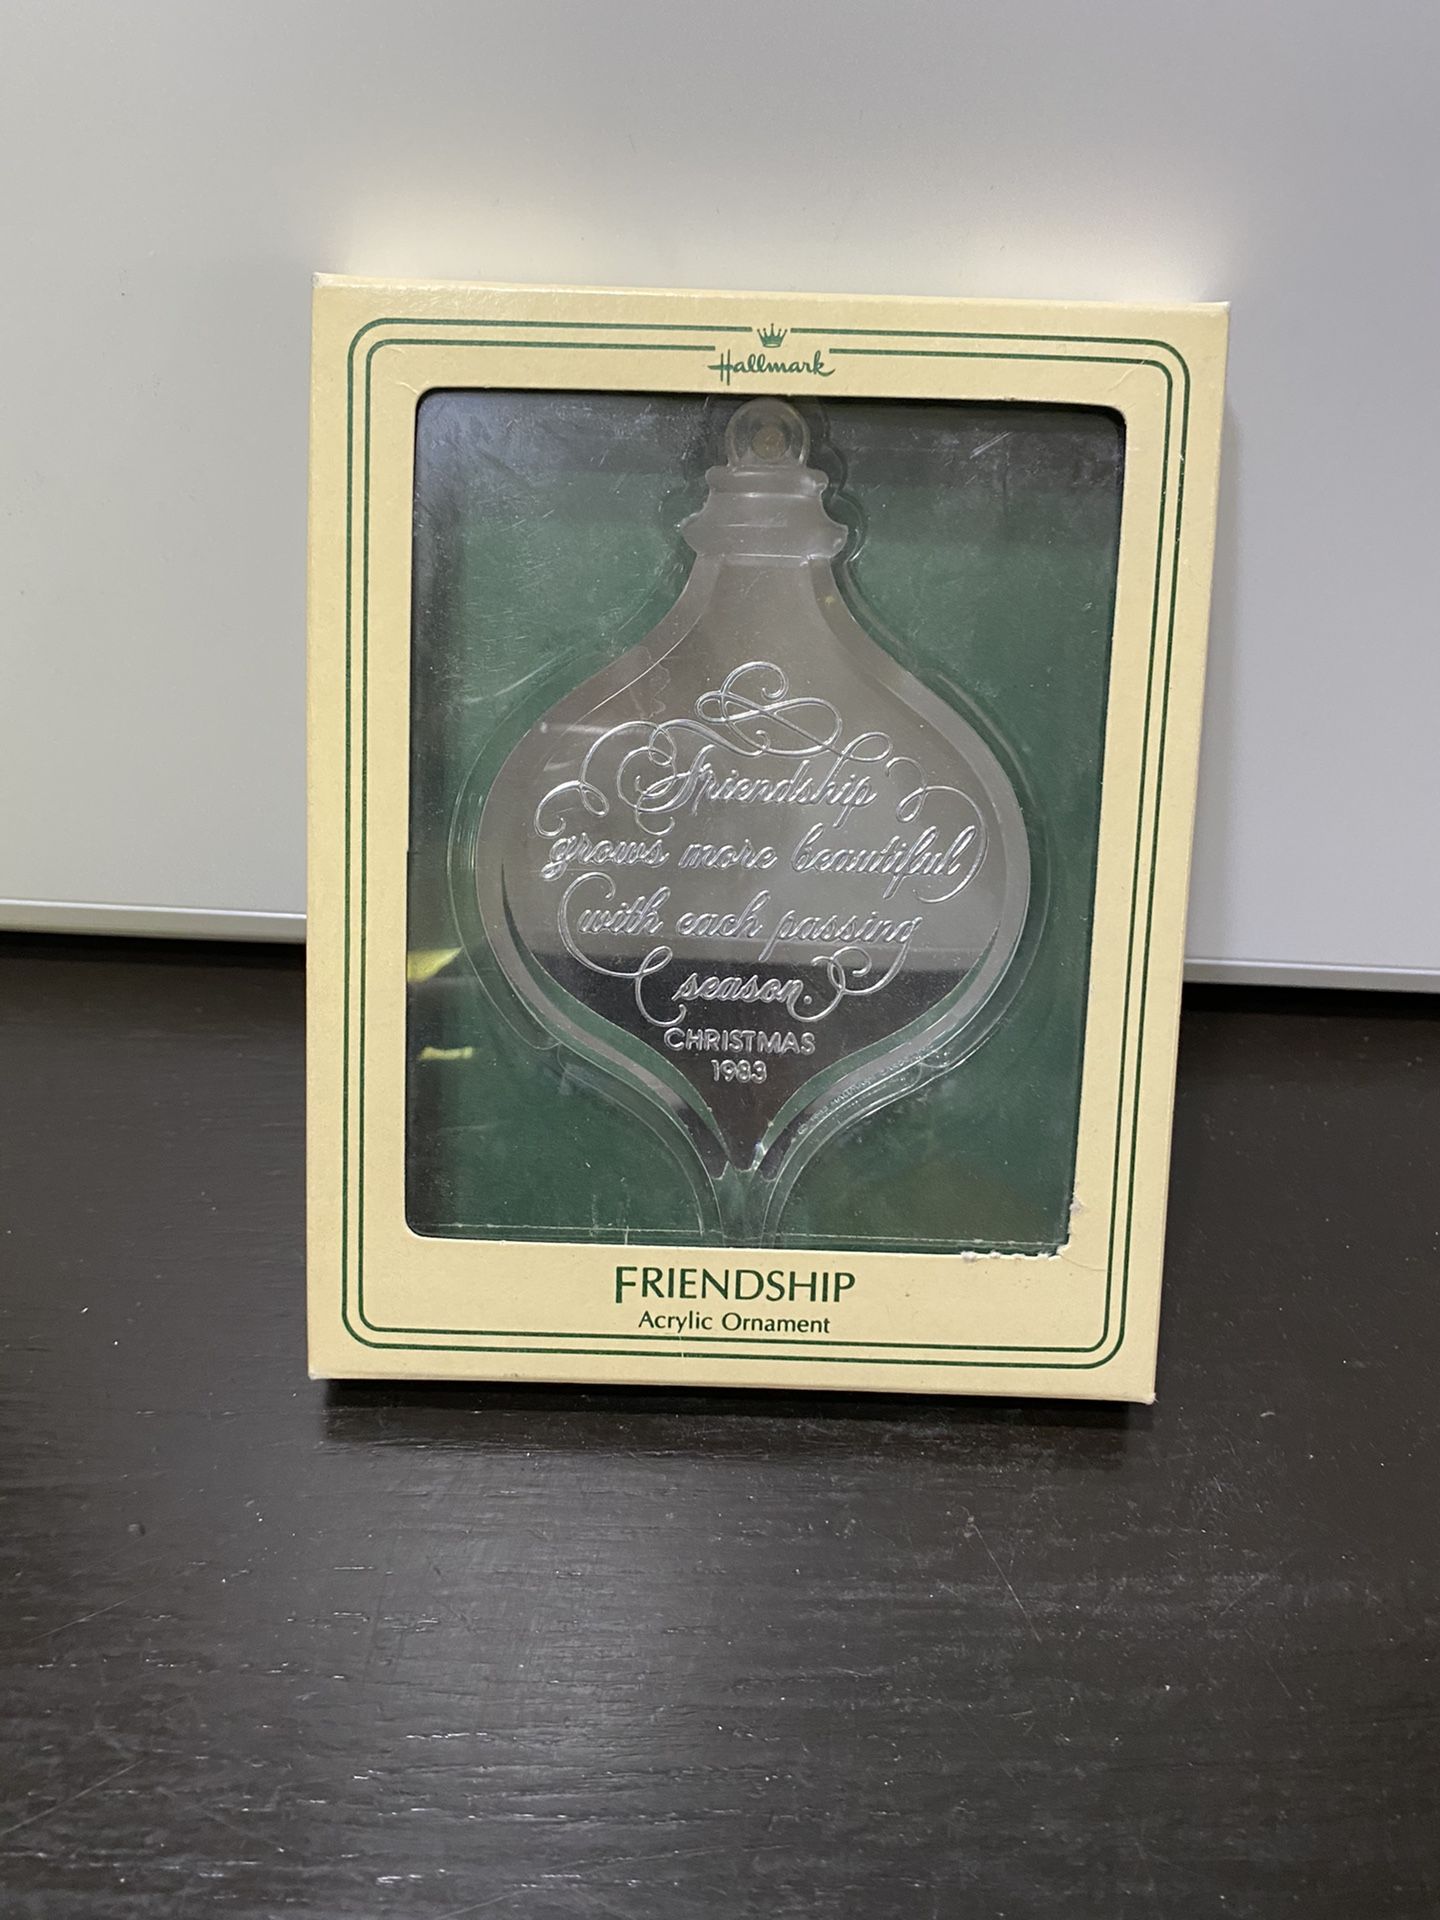 Hallmark
Friendship
grows more beautiful
with each passing
season.
CHRISTMAS
1983
FRIENDSHIP
Acrylic Ornament